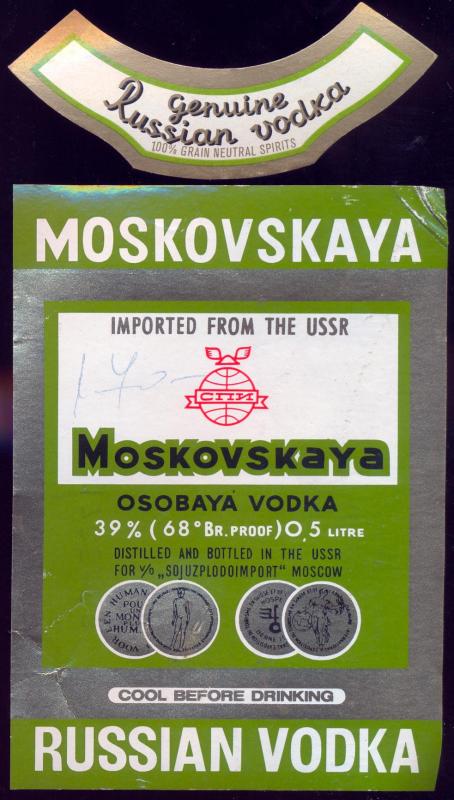 Genuine
Russian vodka
100% GRAIN NEUTRAL SPIRITS
MOSKOVSKAYA
IMPORTED FROM THE USSR
СПИ
MOSKOVSKAYA
OSOBAYA VODKA
39% (68° BR. PROOF) 0,5 LITRE
DISTILLED AND BOTTLED IN THE USSR
FOR V/O „SOJUZPLODOIMPORT“ MOSCOW
COOL BEFORE DRINKING
RUSSIAN VODKA